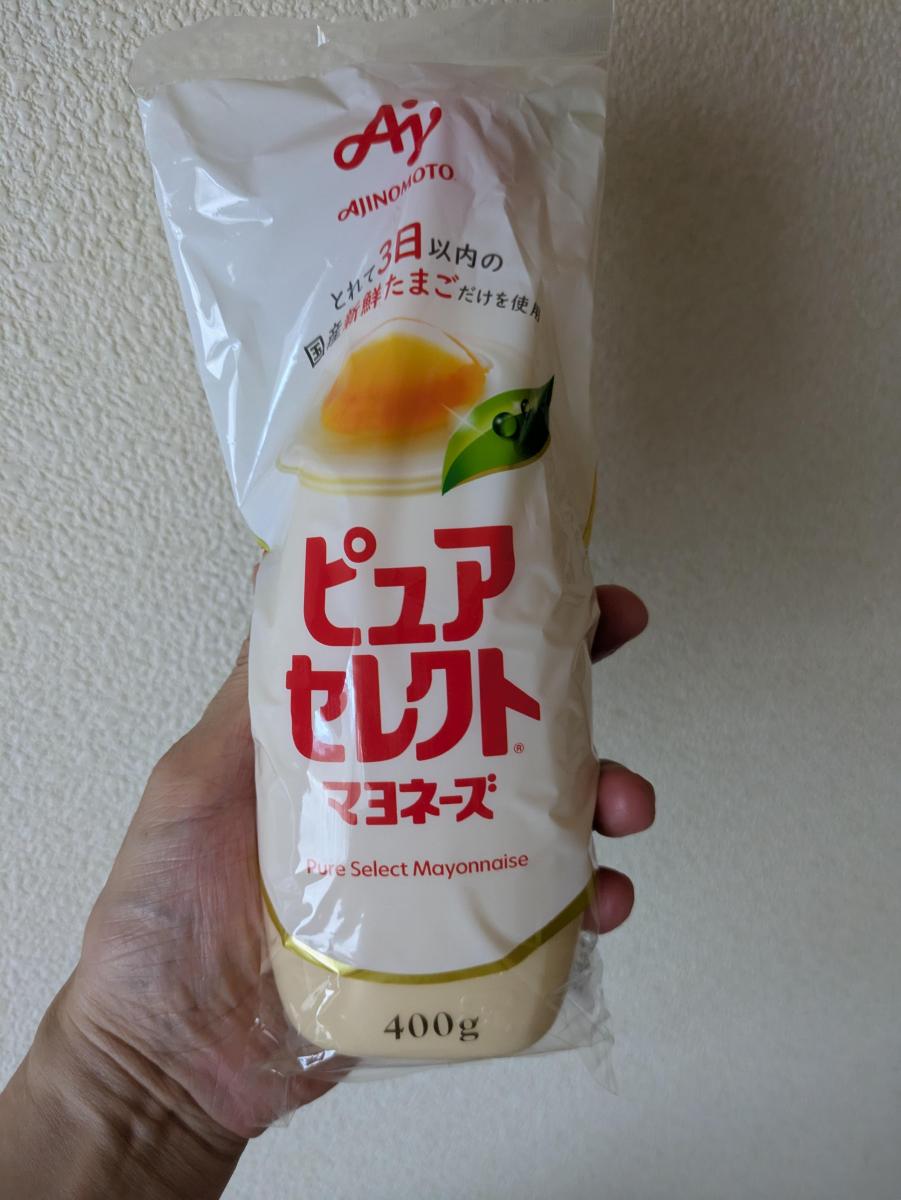 Aj
AJINOMOTO
とれて3日以内の
国産新鮮たまごだけを使用
ピュア
セレクト®
マヨネーズ
Pure Select Mayonnaise
400g